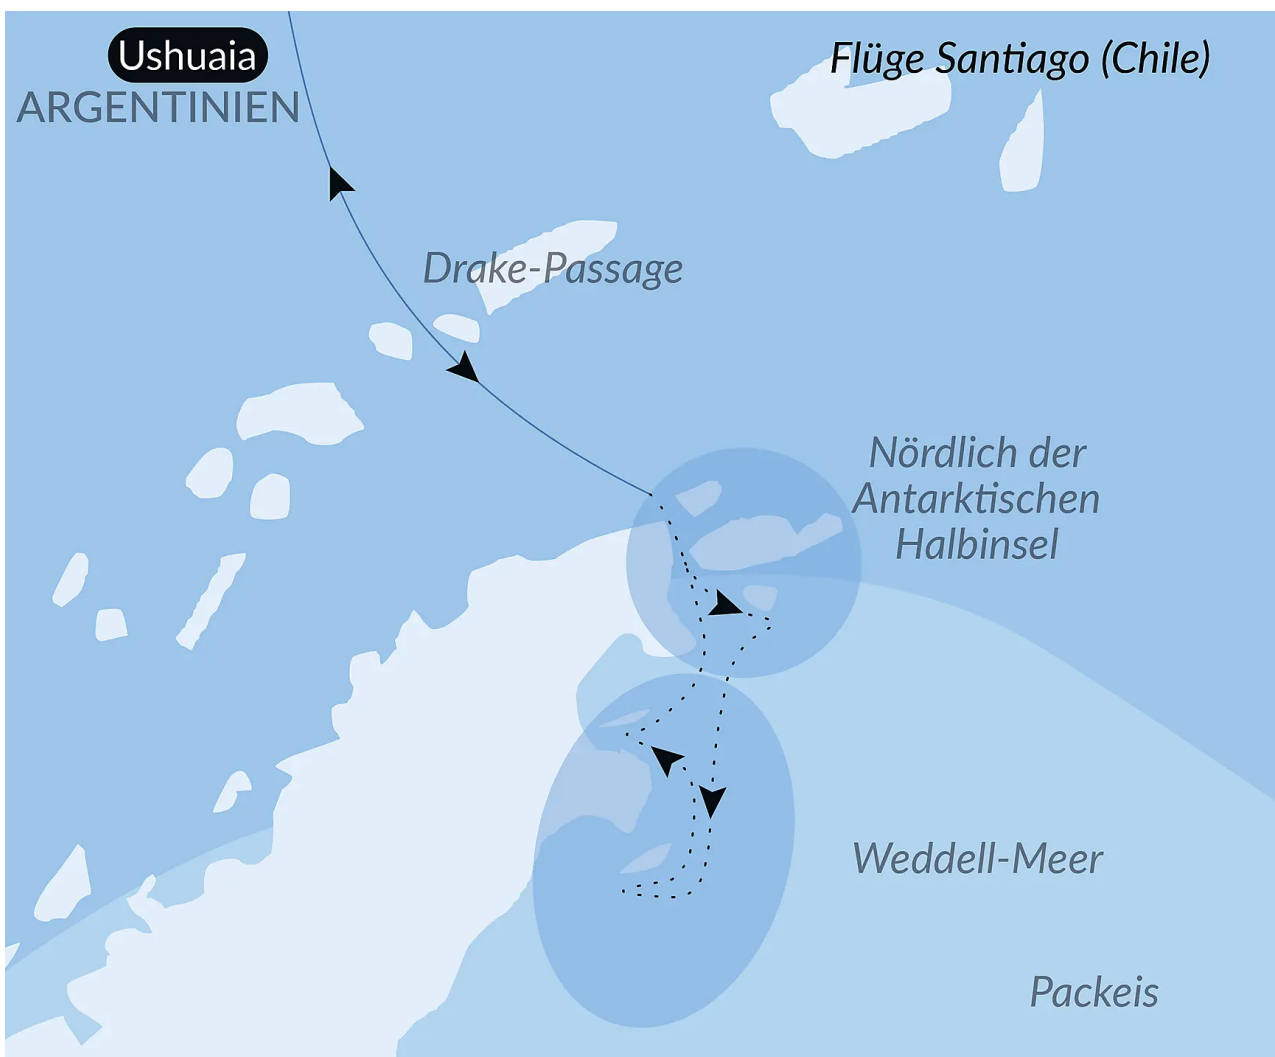 Ushuaia
ARGENTINIEN
Flüge Santiago (Chile)
Drake-Passage
Nördlich der
Antarktischen
Halbinsel
Weddell-Meer
Packeis